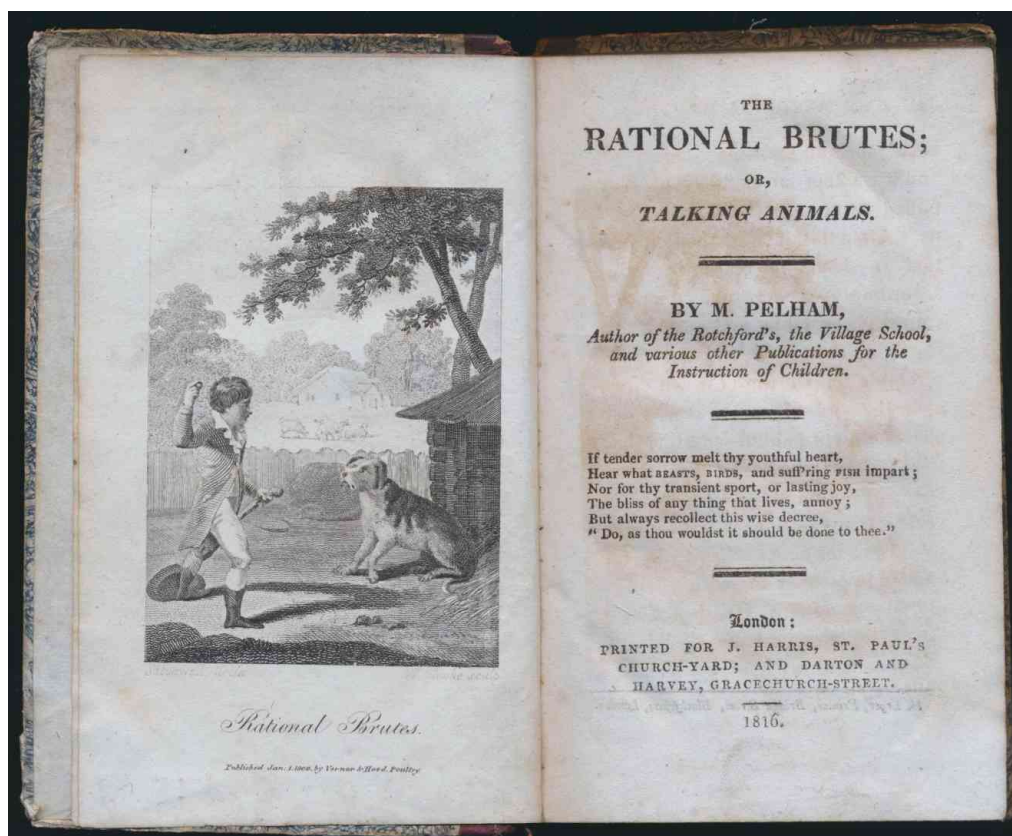 Rational Brutes.
Published Jan. 1. by Vernor & Hood, Poultry
THE
RATIONAL BRUTES;
OR,
TALKING ANIMALS.
BY M. PELHAM,
Author of the Rotchford's, the Village School,
and various other Publications for the
Instruction of Children.
If tender sorrow melt thy youthful heart,
Hear what BEASTS, BIRDS, and suff'ring FISH impart;
Nor for thy transient sport, or lasting joy,
The bliss of any thing that lives, annoy;
But always recollect this wise decree,
"Do, as thou wouldst it should be done to thee."
London:
PRINTED FOR J. HARRIS, ST. PAUL'S
CHURCH-YARD; AND DARTON AND
HARVEY, GRACECHURCH-STREET.
1816.